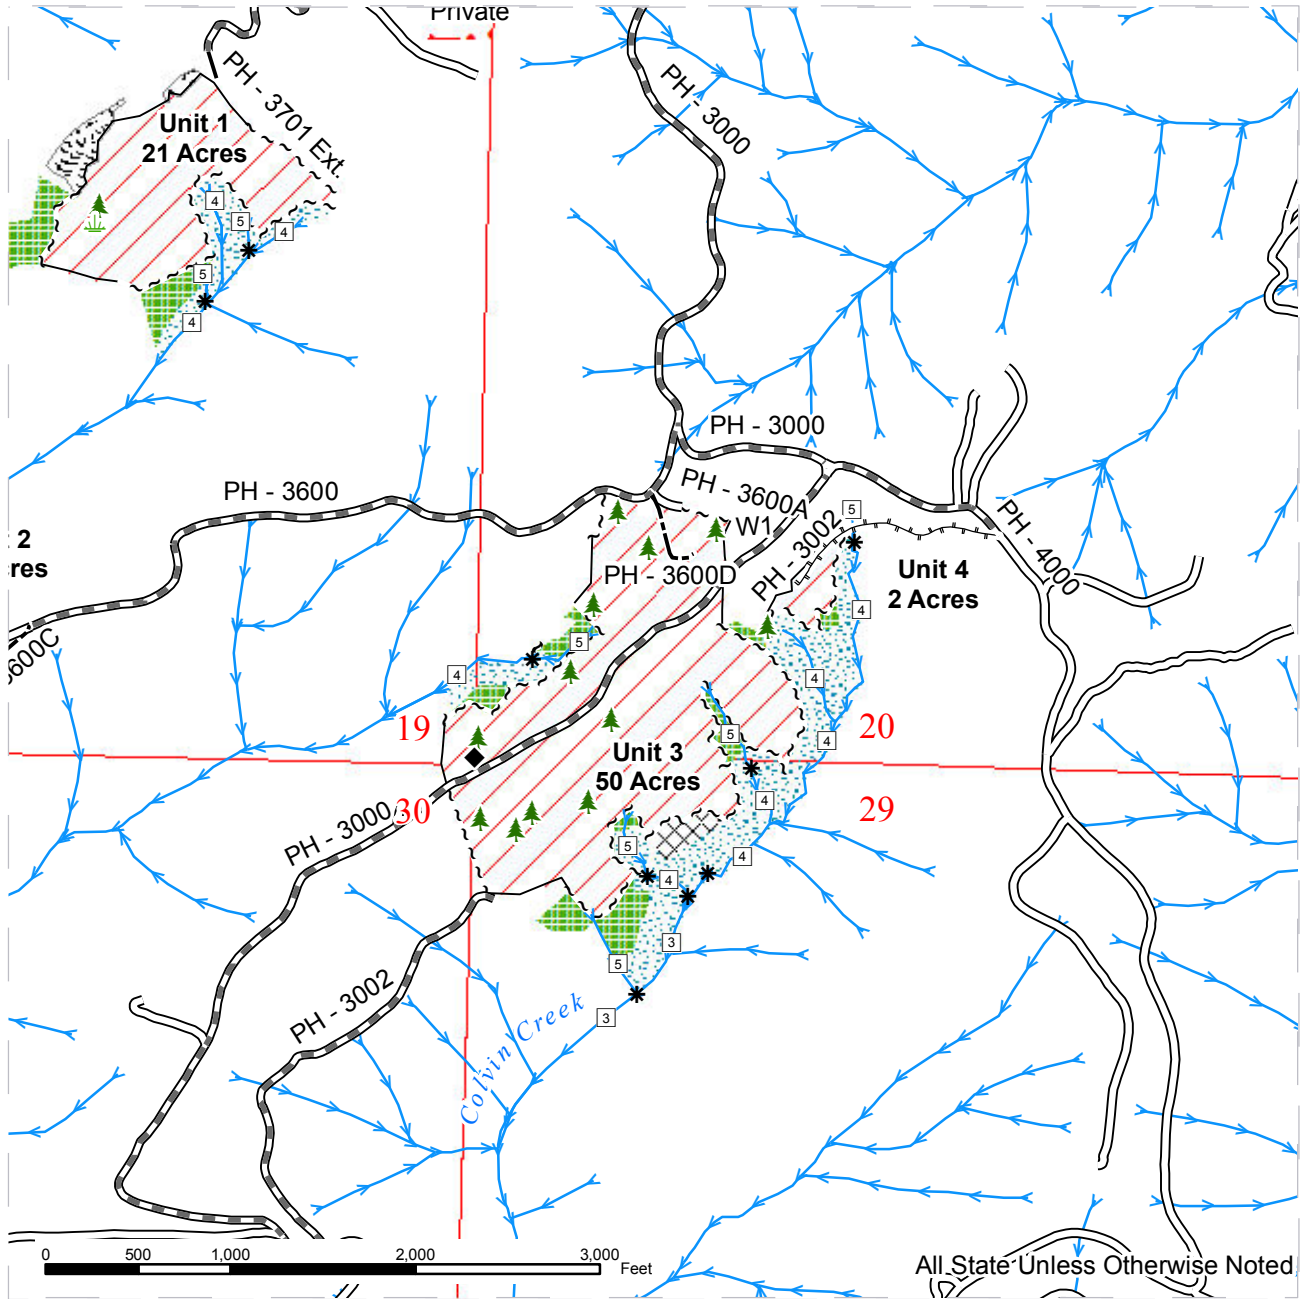 Private
PH - 3701 Ext.
PH - 3000
Unit 1
21 Acres
4
5
4
5
4
PH - 3000
PH - 3600
PH - 3600A
W1
PH - 3002
5
PH - 4000
2
cres
Unit 4
2 Acres
PH - 3600D
4
3600C
5
4
4
19
20
5
4
Unit 3
50 Acres
4
30
29
PH - 3000
5
4
4
3
5
PH - 3002
3
Colvin Creek
0 500 1,000 2,000 3,000
Feet
All State Unless Otherwise Noted